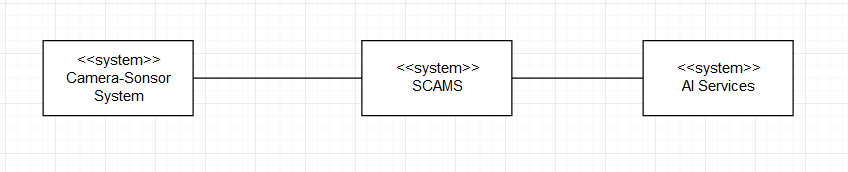 <<system>>
Camera-Sonsor
System
<<system>>
SCAMS
<<system>>
AI Services